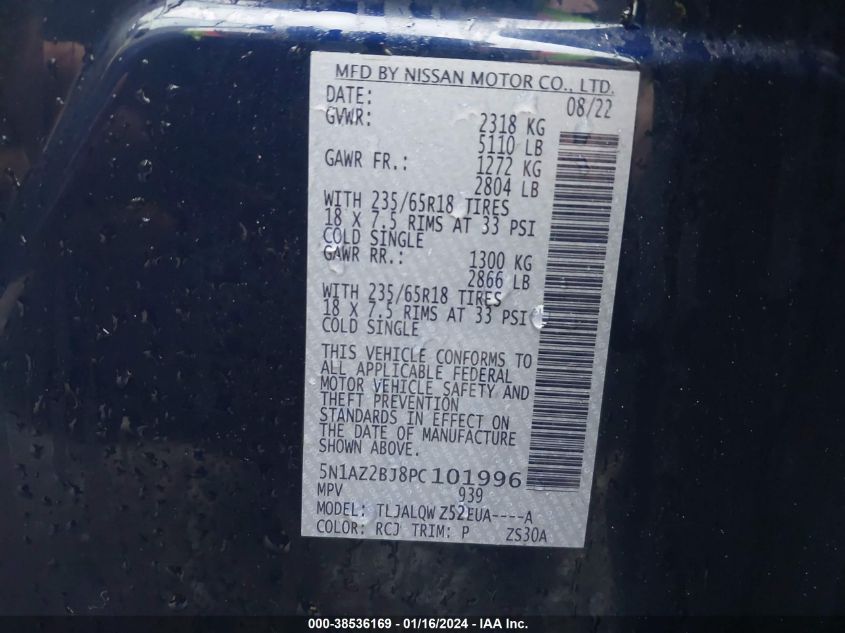 MFD BY NISSAN MOTOR CO., LTD.
DATE: 08/22
GVWR: 2318 KG
5110 LB
GAWR FR.: 1272 KG
2804 LB
WITH 235/65R18 TIRES
18 X 7.5 RIMS AT 33 PSI
COLD SINGLE
GAWR RR.: 1300 KG
2866 LB
WITH 235/65R18 TIRES
18 X 7.5 RIMS AT 33 PSI
COLD SINGLE
THIS VEHICLE CONFORMS TO
ALL APPLICABLE FEDERAL
MOTOR VEHICLE SAFETY AND
THEFT PREVENTION
STANDARDS IN EFFECT ON
THE DATE OF MANUFACTURE
SHOWN ABOVE.
5N1AZ2BJ8PC101996
MPV 939
MODEL: TLJALQWZ52EUA----A
COLOR: RCJ TRIM: P ZS30A
000-38536169 - 01/16/2024 - IAA Inc.